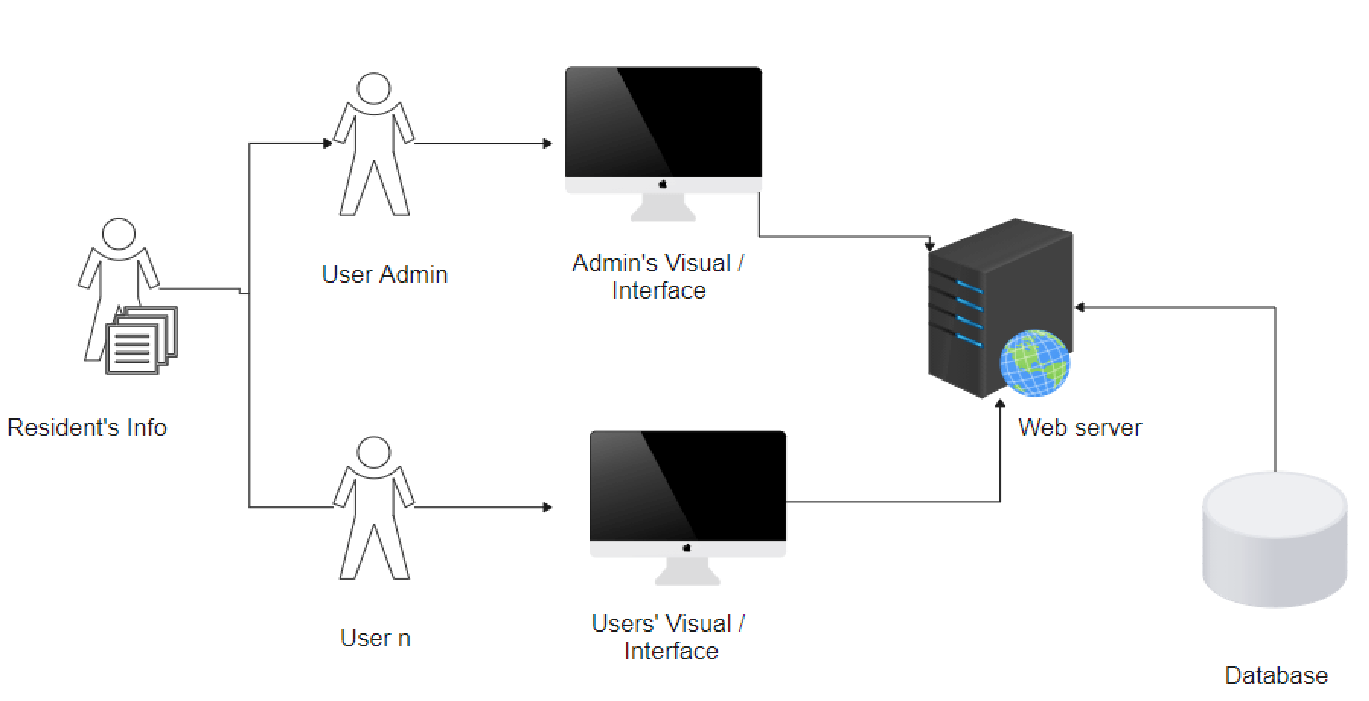 User Admin
Admin's Visual /
Interface
Resident's Info
Web server
User n
Users' Visual /
Interface
Database